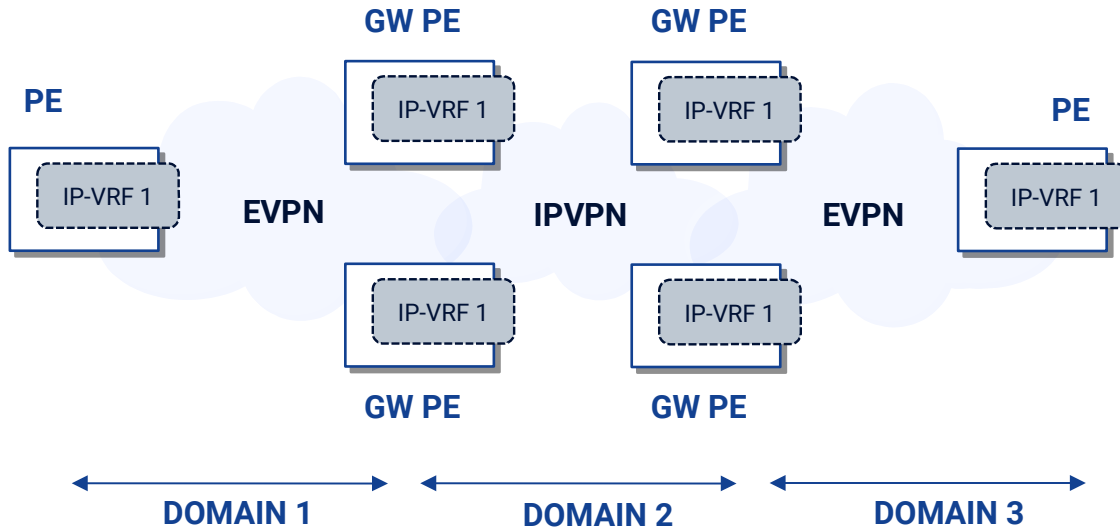 GW PE
GW PE
PE
PE
IP-VRF 1
IP-VRF 1
IP-VRF 1
IP-VRF 1
EVPN
IPVPN
EVPN
IP-VRF 1
IP-VRF 1
GW PE
GW PE
DOMAIN 1
DOMAIN 2
DOMAIN 3